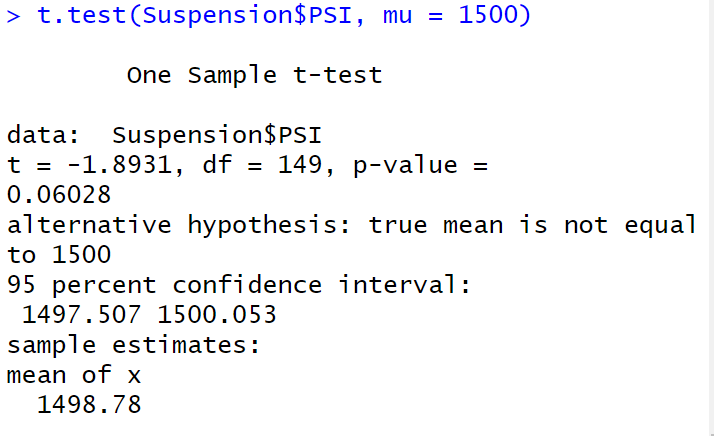 > t.test(Suspension$PSI, mu = 1500)
One Sample t-test
data:  Suspension$PSI
t = -1.8931, df = 149, p-value =
0.06028
alternative hypothesis: true mean is not equal
to 1500
95 percent confidence interval:
1497.507 1500.053
sample estimates:
mean of x
1498.78